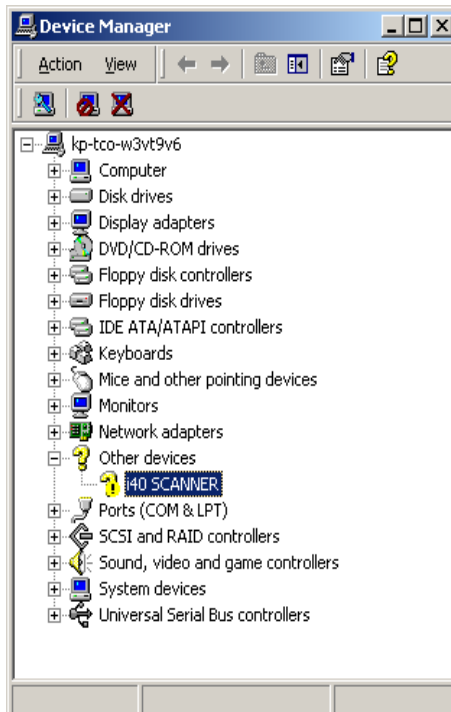 Device Manager
Action View
kp-tco-w3vt9v6
Computer
Disk drives
Display adapters
DVD/CD-ROM drives
Floppy disk controllers
Floppy disk drives
IDE ATA/ATAPI controllers
Keyboards
Mice and other pointing devices
Monitors
Network adapters
Other devices
i40 SCANNER
Ports (COM & LPT)
SCSI and RAID controllers
Sound, video and game controllers
System devices
Universal Serial Bus controllers